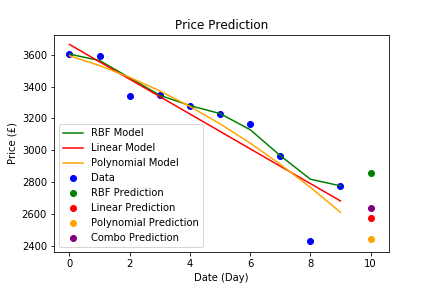 Price Prediction
3600
3400
3200
3000
2800
2600
2400
Price (£)
RBF Model
Linear Model
Polynomial Model
Data
RBF Prediction
Linear Prediction
Polynomial Prediction
Combo Prediction
0 2 4 6 8 10
Date (Day)